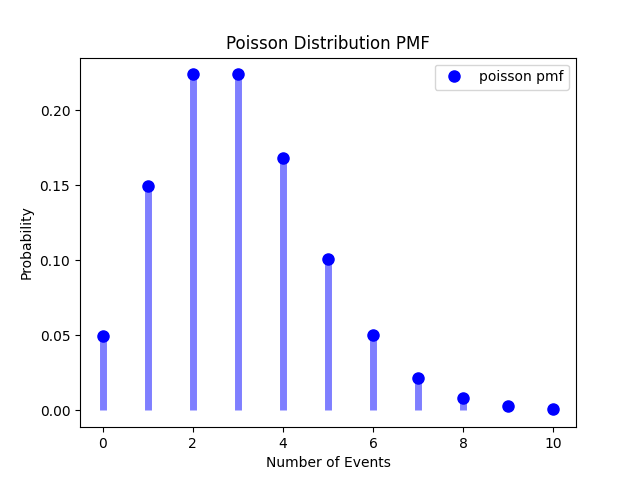 Poisson Distribution PMF
poisson pmf
Probability
0.20
0.15
0.10
0.05
0.00
0 2 4 6 8 10
Number of Events